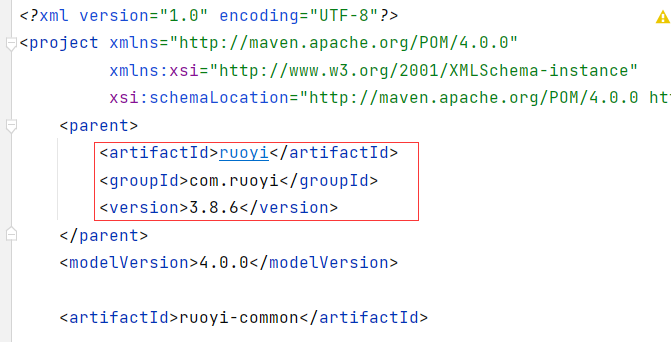 <?xml version="1.0" encoding="UTF-8"?>
<project xmlns="http://maven.apache.org/POM/4.0.0"
xmlns:xsi="http://www.w3.org/2001/XMLSchema-instance"
xsi:schemaLocation="http://maven.apache.org/POM/4.0.0 htt
<parent>
<artifactId>ruoyi</artifactId>
<groupId>com.ruoyi</groupId>
<version>3.8.6</version>
</parent>
<modelVersion>4.0.0</modelVersion>
<artifactId>ruoyi-common</artifactId>